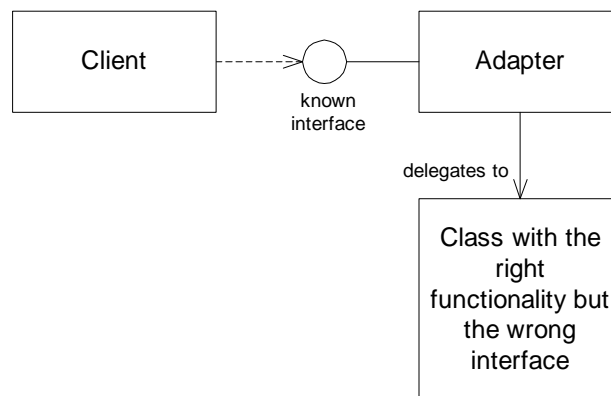 Client
Adapter
known
interface
delegates to
Class with the
right
functionality but
the wrong
interface